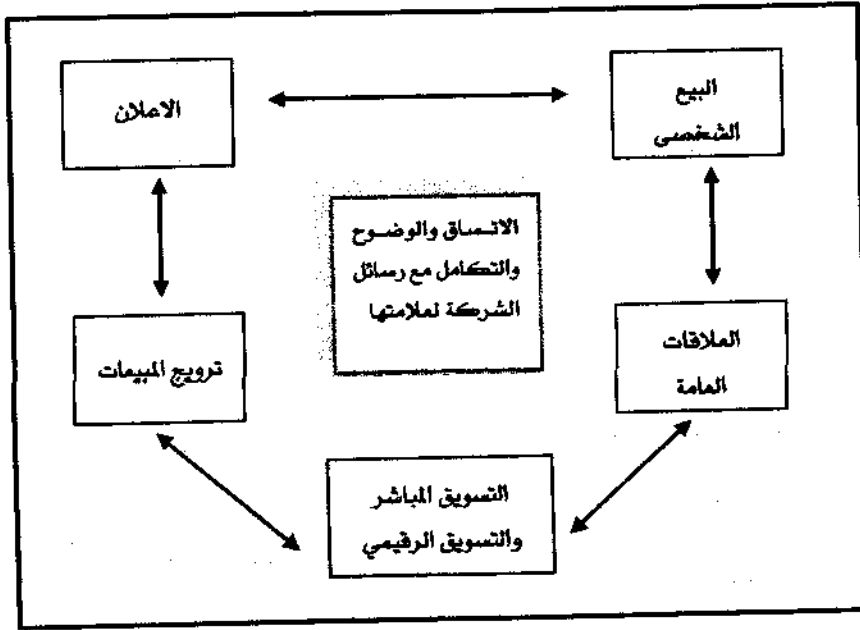 الاعلان
البيع
الشخصي
الاتساق والوضوح
والتكامل مع رسائل
الشركة لعلامتها
ترويج المبيعات
العلاقات
العامة
التسويق المباشر
والتسويق الرقيمي